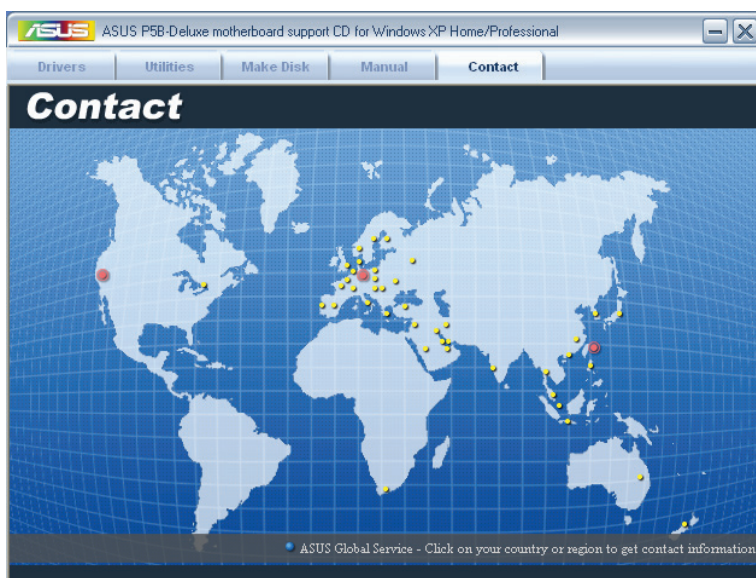 ASUS ASUS P5B-Deluxe motherboard support CD for Windows XP Home/Professional
Drivers Utilities Make Disk Manual Contact
Contact
ASUS Global Service - Click on your country or region to get contact information